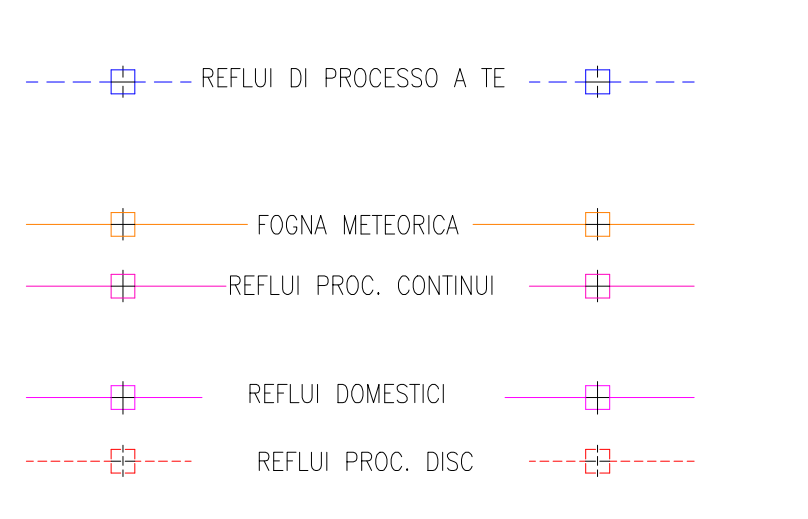 REFLUI DI PROCESSO A TE
FOGNA METEORICA
REFLUI PROC. CONTINUI
REFLUI DOMESTICI
REFLUI PROC. DISC